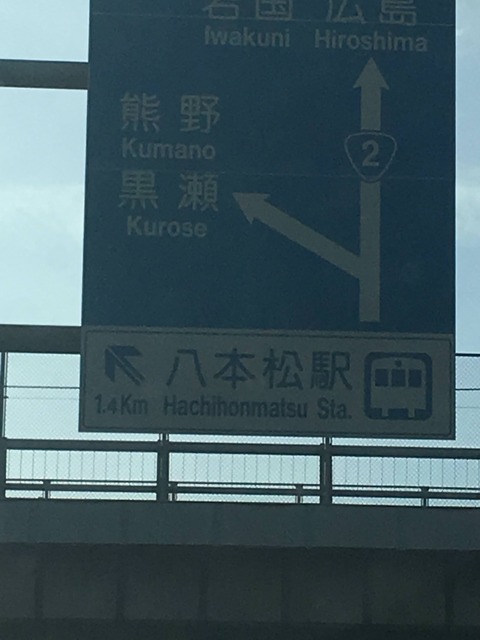 岩国 広島
Iwakuni Hiroshima
熊野
Kumano
2
黒瀬
Kurose
八本松駅
1.4Km Hachihonmatsu Sta.